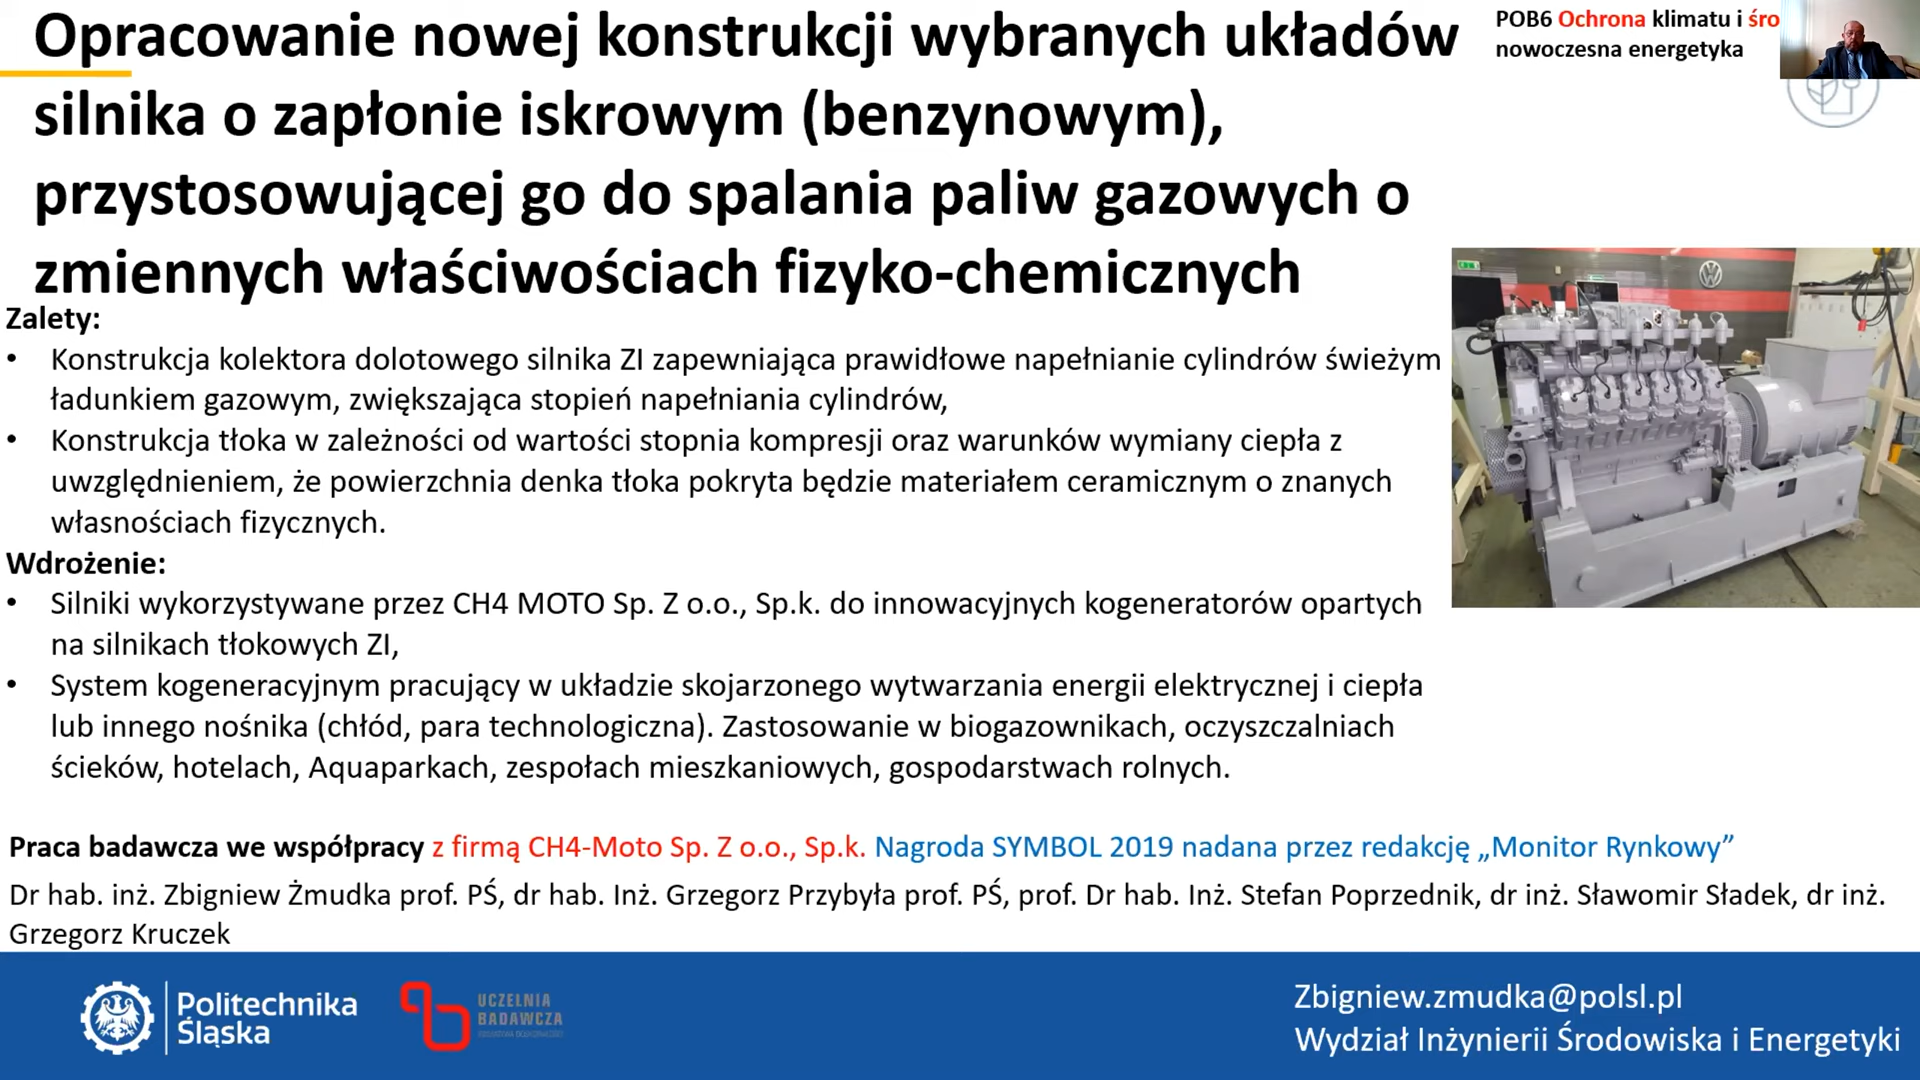 Opracowanie nowej konstrukcji wybranych układów
silnika o zapłonie iskrowym (benzynowym),
przystosowującej go do spalania paliw gazowych o
zmiennych właściwościach fizyko-chemicznych
POB6 Ochrona klimatu i śro
nowoczesna energetyka
Zalety:
• Konstrukcja kolektora dolotowego silnika ZI zapewniająca prawidłowe napełnianie cylindrów świeżym
ładunkiem gazowym, zwiększająca stopień napełniania cylindrów,
• Konstrukcja tłoka w zależności od wartości stopnia kompresji oraz warunków wymiany ciepła z
uwzględnieniem, że powierzchnia denka tłoka pokryta będzie materiałem ceramicznym o znanych
własnościach fizycznych.
Wdrożenie:
• Silniki wykorzystywane przez CH4 MOTO Sp. Z o.o., Sp.k. do innowacyjnych kogeneratorów opartych
na silnikach tłokowych ZI,
• System kogeneracyjnym pracujący w układzie skojarzonego wytwarzania energii elektrycznej i ciepła
lub innego nośnika (chłód, para technologiczna). Zastosowanie w biogazownikach, oczyszczalniach
ścieków, hotelach, Aquaparkach, zespołach mieszkaniowych, gospodarstwach rolnych.
Praca badawcza we współpracy z firmą CH4-Moto Sp. Z o.o., Sp.k. Nagroda SYMBOL 2019 nadana przez redakcję „Monitor Rynkowy”
Dr hab. inż. Zbigniew Żmudka prof. PŚ, dr hab. Inż. Grzegorz Przybyła prof. PŚ, prof. Dr hab. Inż. Stefan Poprzednik, dr inż. Sławomir Sładek, dr inż.
Grzegorz Kruczek
Politechnika
Śląska
UCZELNIA
BADAWCZA
Zbigniew.zmudka@polsl.pl
Wydział Inżynierii Środowiska i Energetyki